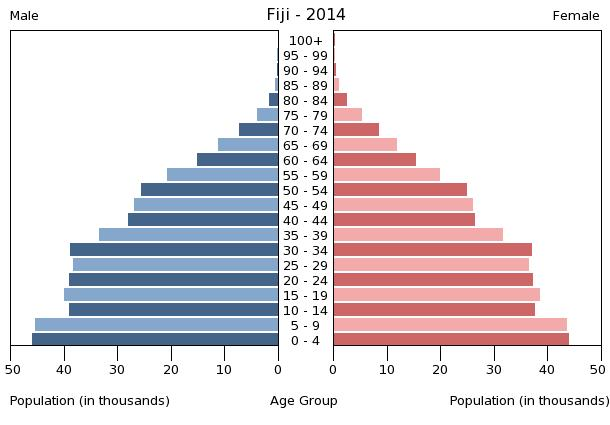 Male Fiji - 2014 Female
100+
95 - 99
90 - 94
85 - 89
80 - 84
75 - 79
70 - 74
65 - 69
60 - 64
55 - 59
50 - 54
45 - 49
40 - 44
35 - 39
30 - 34
25 - 29
20 - 24
15 - 19
10 - 14
5 - 9
0 - 4
50 40 30 20 10 0 0 10 20 30 40 50
Population (in thousands) Age Group Population (in thousands)